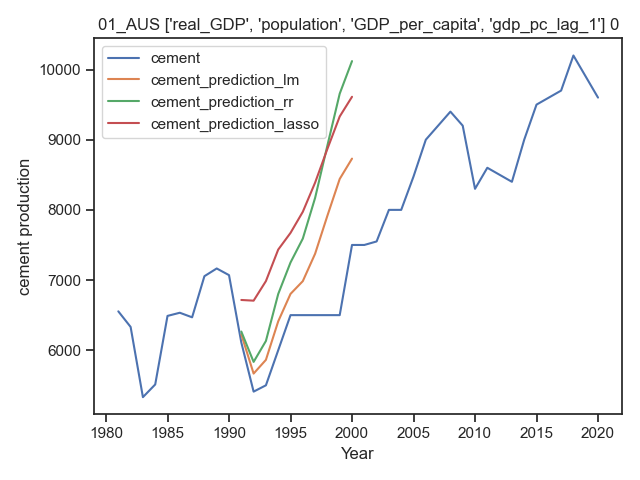 01_AUS ['real_GDP', 'population', 'GDP_per_capita', 'gdp_pc_lag_1'] 0
cement
cement_prediction_lm
cement_prediction_rr
cement_prediction_lasso
cement production
10000
9000
8000
7000
6000
1980 1985 1990 1995 2000 2005 2010 2015 2020
Year